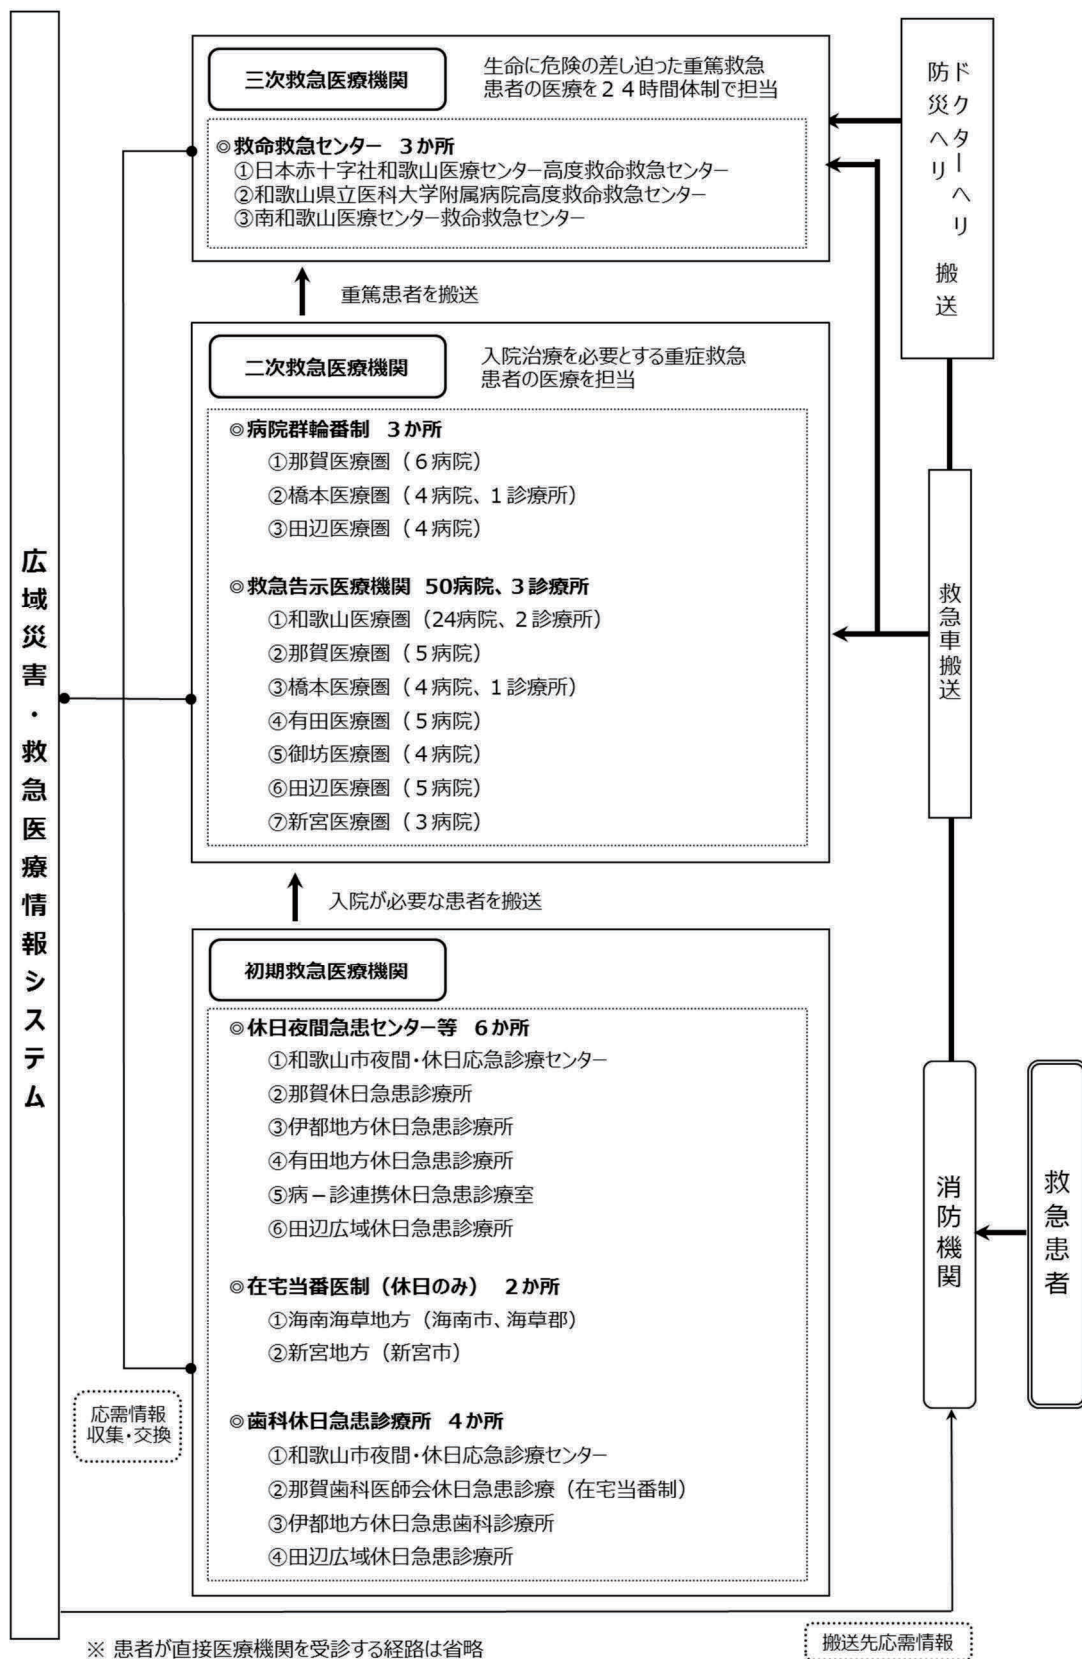 広域災害・救急医療情報システム
三次救急医療機関
生命に危険の差し迫った重篤救急
患者の医療を２４時間体制で担当
◎救命救急センター　３か所
①日本赤十字社和歌山医療センター高度救命救急センター
②和歌山県立医科大学附属病院高度救命救急センター
③南和歌山医療センター救命救急センター
重篤患者を搬送
二次救急医療機関
入院治療を必要とする重症救急
患者の医療を担当
◎病院群輪番制　３か所
①那賀医療圏（６病院）
②橋本医療圏（４病院、１診療所）
③田辺医療圏（４病院）
◎救急告示医療機関　50病院、３診療所
①和歌山医療圏（24病院、２診療所）
②那賀医療圏（５病院）
③橋本医療圏（４病院、１診療所）
④有田医療圏（５病院）
⑤御坊医療圏（４病院）
⑥田辺医療圏（５病院）
⑦新宮医療圏（３病院）
入院が必要な患者を搬送
初期救急医療機関
◎休日夜間急患センター等　６か所
①和歌山市夜間・休日応急診療センター
②那賀休日急患診療所
③伊都地方休日急患診療所
④有田地方休日急患診療所
⑤病－診連携休日急患診療室
⑥田辺広域休日急患診療所
◎在宅当番医制（休日のみ）　２か所
①海南海草地方（海南市、海草郡）
②新宮地方（新宮市）
◎歯科休日急患診療所　４か所
①和歌山市夜間・休日応急診療センター
②那賀歯科医師会休日急患診療（在宅当番制）
③伊都地方休日急患歯科診療所
④田辺広域休日急患診療所
応需情報
収集・交換
ドクターヘリ
防災ヘリ
搬送
救急車搬送
消防機関
救急患者
搬送先応需情報
※ 患者が直接医療機関を受診する経路は省略